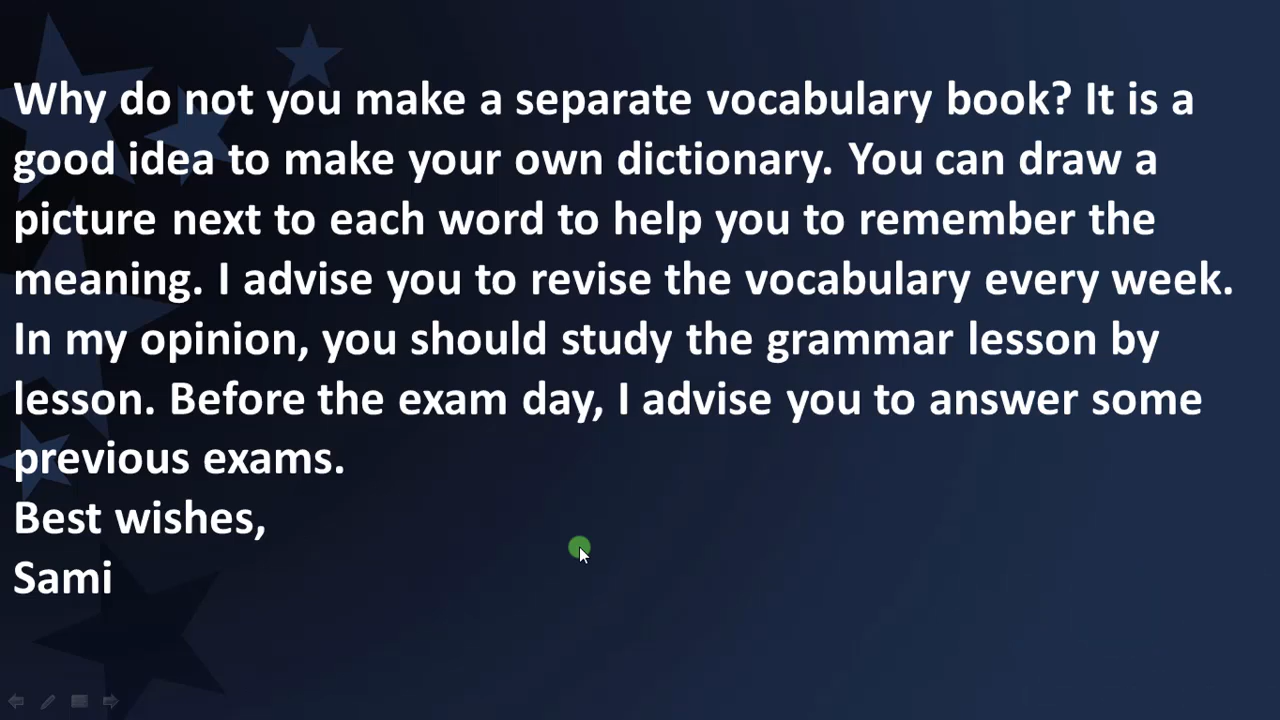 Why do not you make a separate vocabulary book? It is a
good idea to make your own dictionary. You can draw a
picture next to each word to help you to remember the
meaning. I advise you to revise the vocabulary every week.
In my opinion, you should study the grammar lesson by
lesson. Before the exam day, I advise you to answer some
previous exams.
Best wishes,
Sami